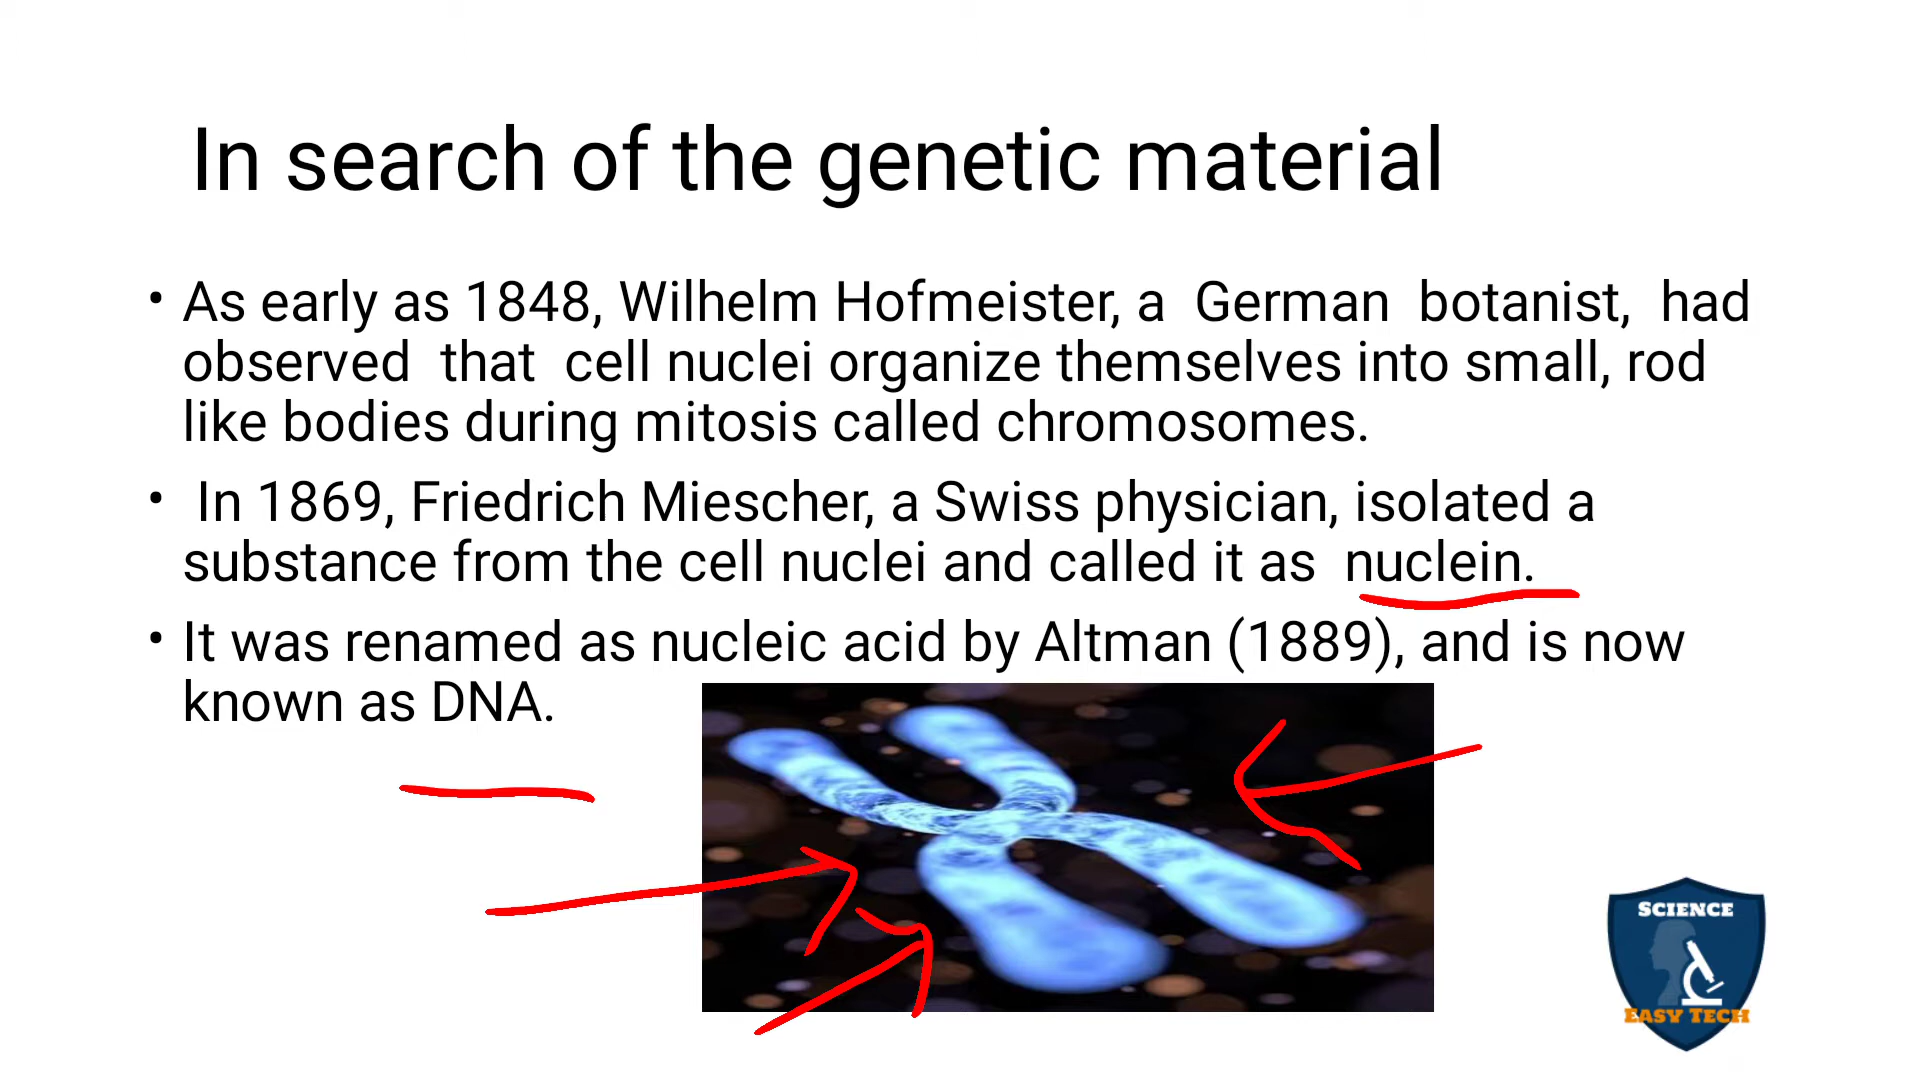 In search of the genetic material
• As early as 1848, Wilhelm Hofmeister, a German botanist, had
observed that cell nuclei organize themselves into small, rod
like bodies during mitosis called chromosomes.
• In 1869, Friedrich Miescher, a Swiss physician, isolated a
substance from the cell nuclei and called it as nuclein.
• It was renamed as nucleic acid by Altman (1889), and is now
known as DNA.
SCIENCE
EASY TECH